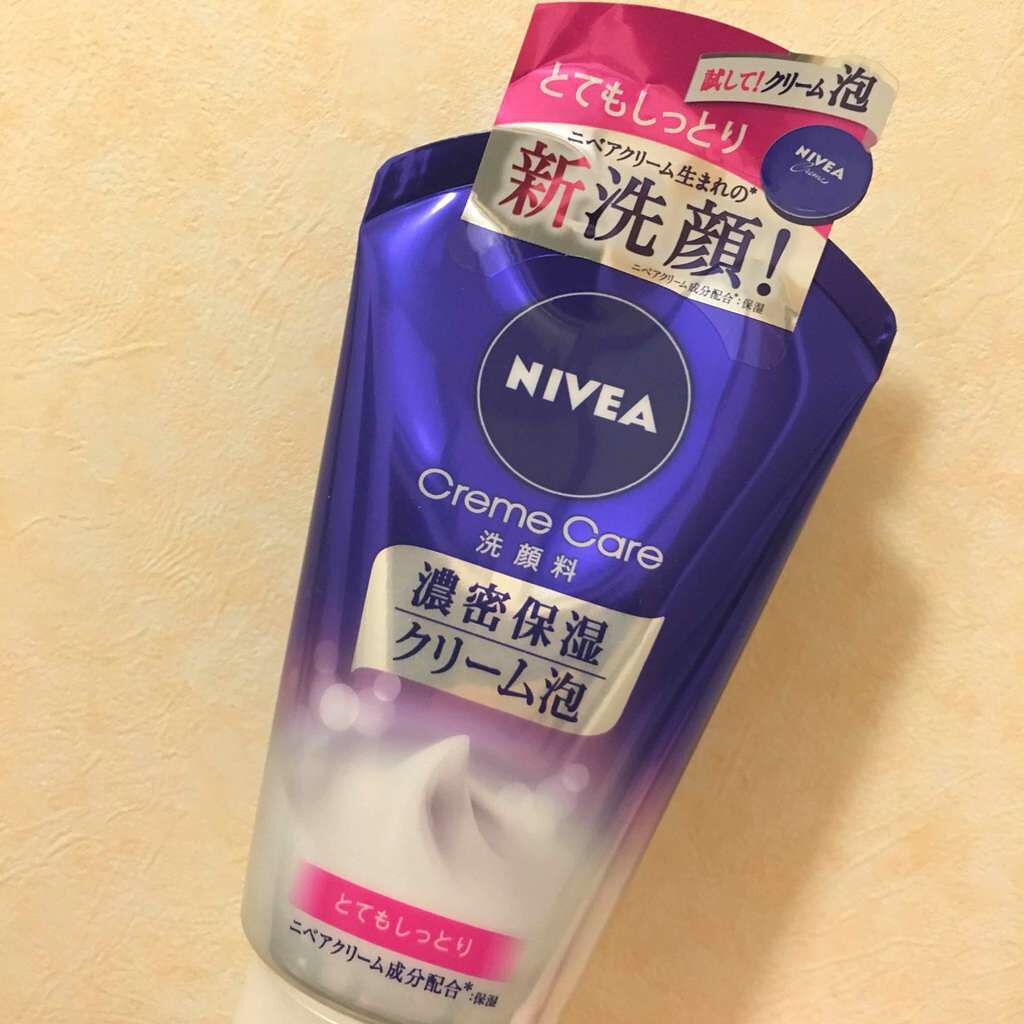 試して!クリーム泡
とてもしっとり
NIVEA
Creme
ニベアクリーム生まれの*
新洗顔!
ニベアクリーム成分配合*:保湿
NIVEA
Creme Care
洗顔料
濃密保湿
クリーム泡
とてもしっとり
ニベアクリーム成分配合*:保湿